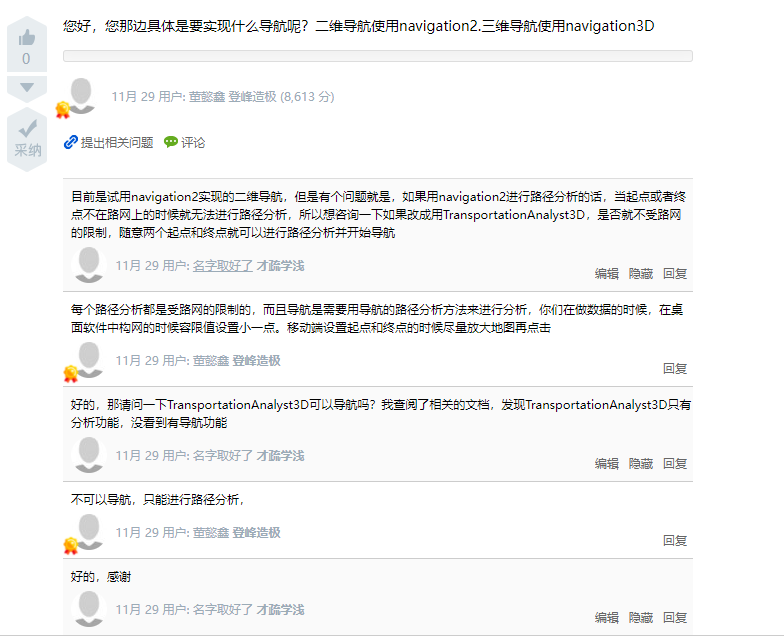 您好，您那边具体是要实现什么导航呢？二维导航使用navigation2.三维导航使用navigation3D
0
采纳
11月 29 用户: 董懿鑫 登峰造极 (8,613 分)
提出相关问题 评论
目前是试用navigation2实现的二维导航，但是有个问题就是，如果用navigation2进行路径分析的话，当起点或者终
点不在路网上的时候就无法进行路径分析，所以想咨询一下如果改成用TransportationAnalyst3D，是否就不受路网
的限制，随意两个起点和终点就可以进行路径分析并开始导航
11月 29 用户: 名字取好了 才疏学浅
编辑 隐藏 回复
每个路径分析都是受路网的限制的，而且导航是需要用导航的路径分析方法来进行分析，你们在做数据的时候，在桌
面软件中构网的时候容限值设置小一点。移动端设置起点和终点的时候尽量放大地图再点击
11月 29 用户: 董懿鑫 登峰造极
回复
好的，那请问一下TransportationAnalyst3D可以导航吗？我查阅了相关的文档，发现TransportationAnalyst3D只有
分析功能，没看到有导航功能
11月 29 用户: 名字取好了 才疏学浅
编辑 隐藏 回复
不可以导航，只能进行路径分析，
11月 29 用户: 董懿鑫 登峰造极
回复
好的，感谢
11月 29 用户: 名字取好了 才疏学浅
编辑 隐藏 回复